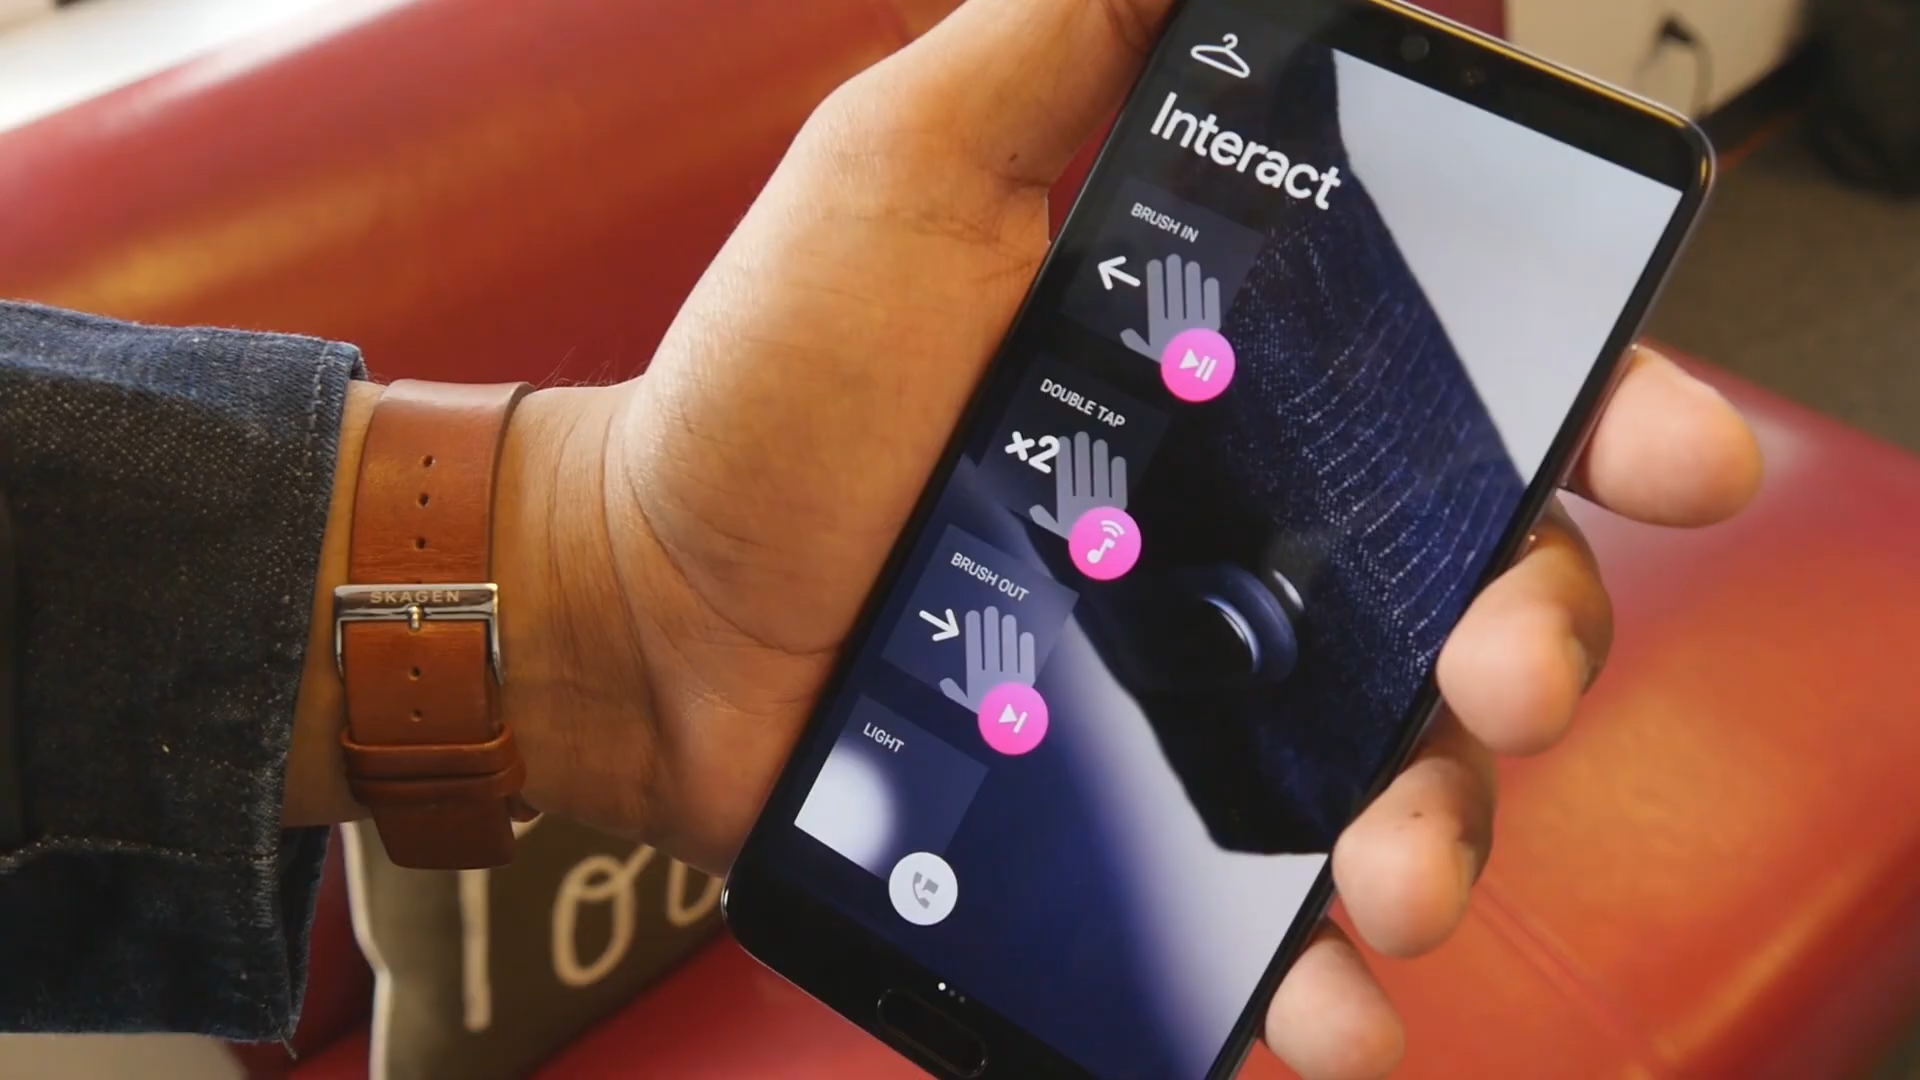 Interact
BRUSH IN
DOUBLE TAP
x2
BRUSH OUT
LIGHT
SKAGEN